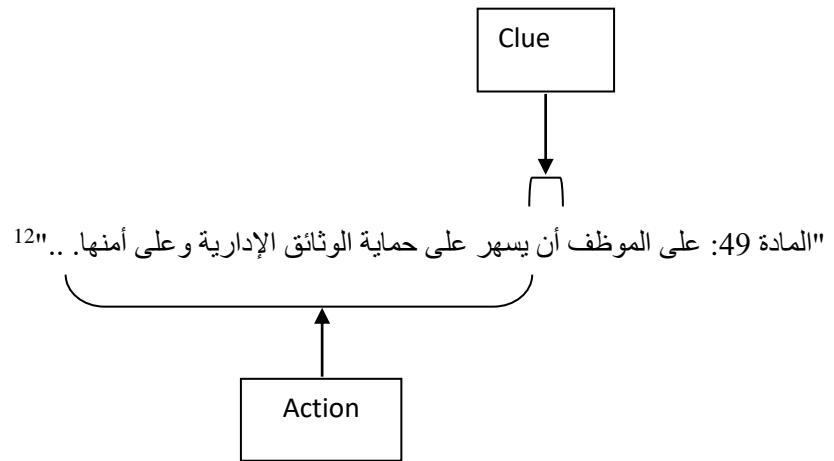 Clue
"المادة 49: على الموظف أن يسهر على حماية الوثائق الإدارية وعلى أمنها. .."12
Action